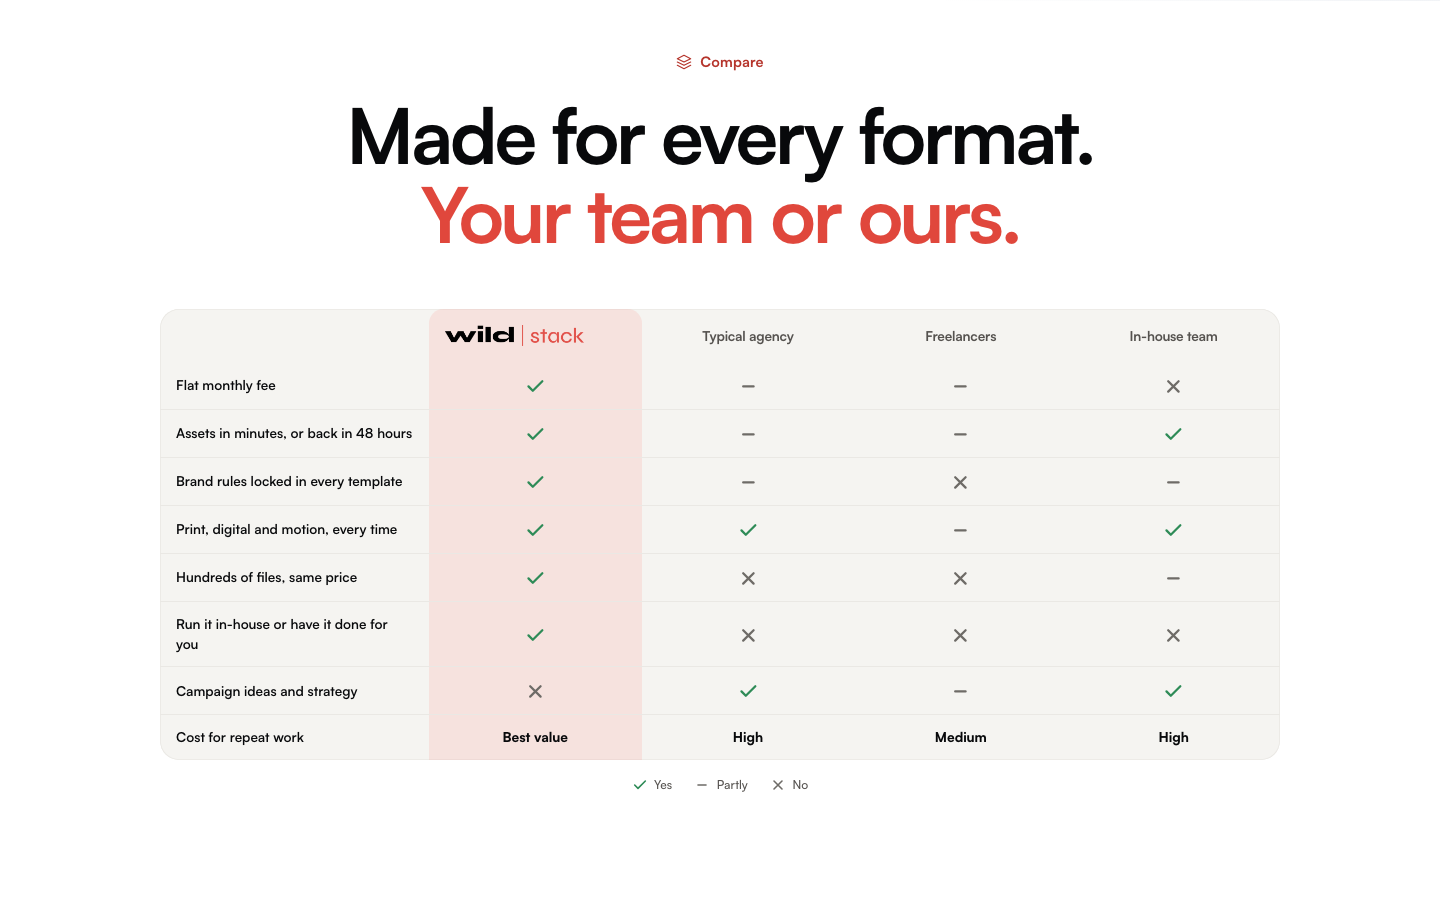 Compare
Made for every format.
Your team or ours.
wild | stack Typical agency Freelancers In-house team
Flat monthly fee
Assets in minutes, or back in 48 hours
Brand rules locked in every template
Print, digital and motion, every time
Hundreds of files, same price
Run it in-house or have it done for
you
Campaign ideas and strategy
Cost for repeat work Best value High Medium High
Yes Partly No